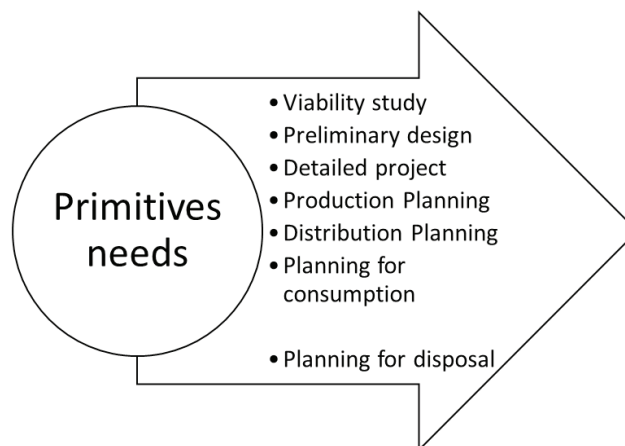 Primitives
needs
• Viability study
• Preliminary design
• Detailed project
• Production Planning
• Distribution Planning
• Planning for
consumption
• Planning for disposal